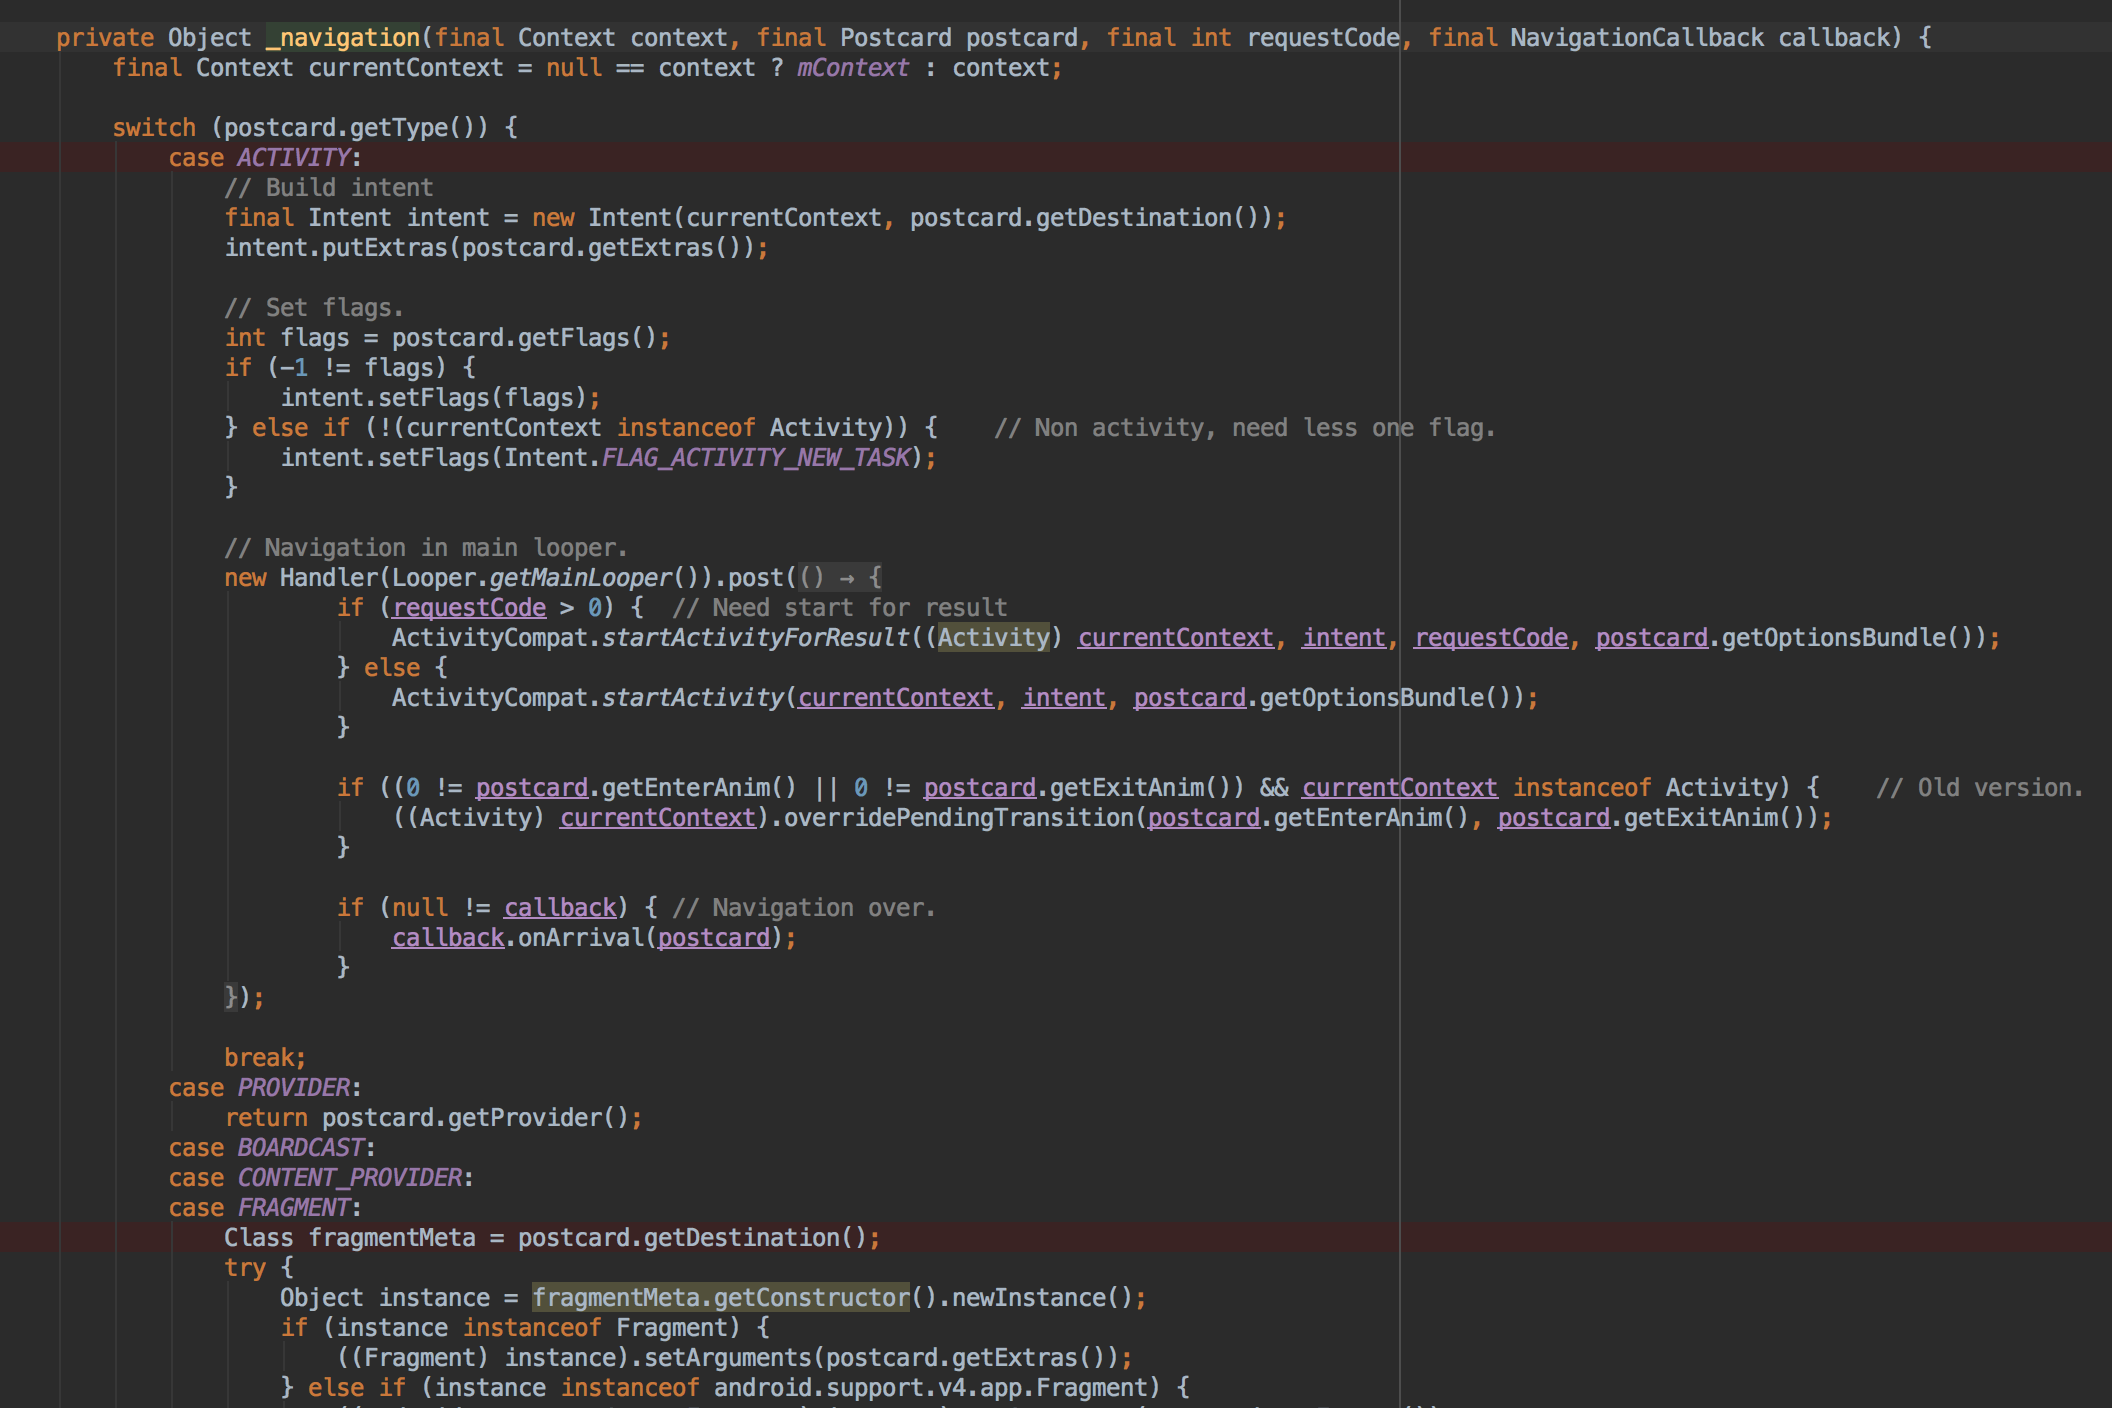 private Object _navigation(final Context context, final Postcard postcard, final int requestCode, final NavigationCallback callback) {
final Context currentContext = null == context ? mContext : context;
switch (postcard.getType()) {
case ACTIVITY:
// Build intent
final Intent intent = new Intent(currentContext, postcard.getDestination());
intent.putExtras(postcard.getExtras());
// Set flags.
int flags = postcard.getFlags();
if (-1 != flags) {
intent.setFlags(flags);
} else if (!(currentContext instanceof Activity)) {    // Non activity, need less one flag.
intent.setFlags(Intent.FLAG_ACTIVITY_NEW_TASK);
}
// Navigation in main looper.
new Handler(Looper.getMainLooper()).post(() → {
if (requestCode > 0) {  // Need start for result
ActivityCompat.startActivityForResult((Activity) currentContext, intent, requestCode, postcard.getOptionsBundle());
} else {
ActivityCompat.startActivity(currentContext, intent, postcard.getOptionsBundle());
}
if ((0 != postcard.getEnterAnim() || 0 != postcard.getExitAnim()) && currentContext instanceof Activity) {    // Old version.
((Activity) currentContext).overridePendingTransition(postcard.getEnterAnim(), postcard.getExitAnim());
}
if (null != callback) { // Navigation over.
callback.onArrival(postcard);
}
});
break;
case PROVIDER:
return postcard.getProvider();
case BOARDCAST:
case CONTENT_PROVIDER:
case FRAGMENT:
Class fragmentMeta = postcard.getDestination();
try {
Object instance = fragmentMeta.getConstructor().newInstance();
if (instance instanceof Fragment) {
((Fragment) instance).setArguments(postcard.getExtras());
} else if (instance instanceof android.support.v4.app.Fragment) {